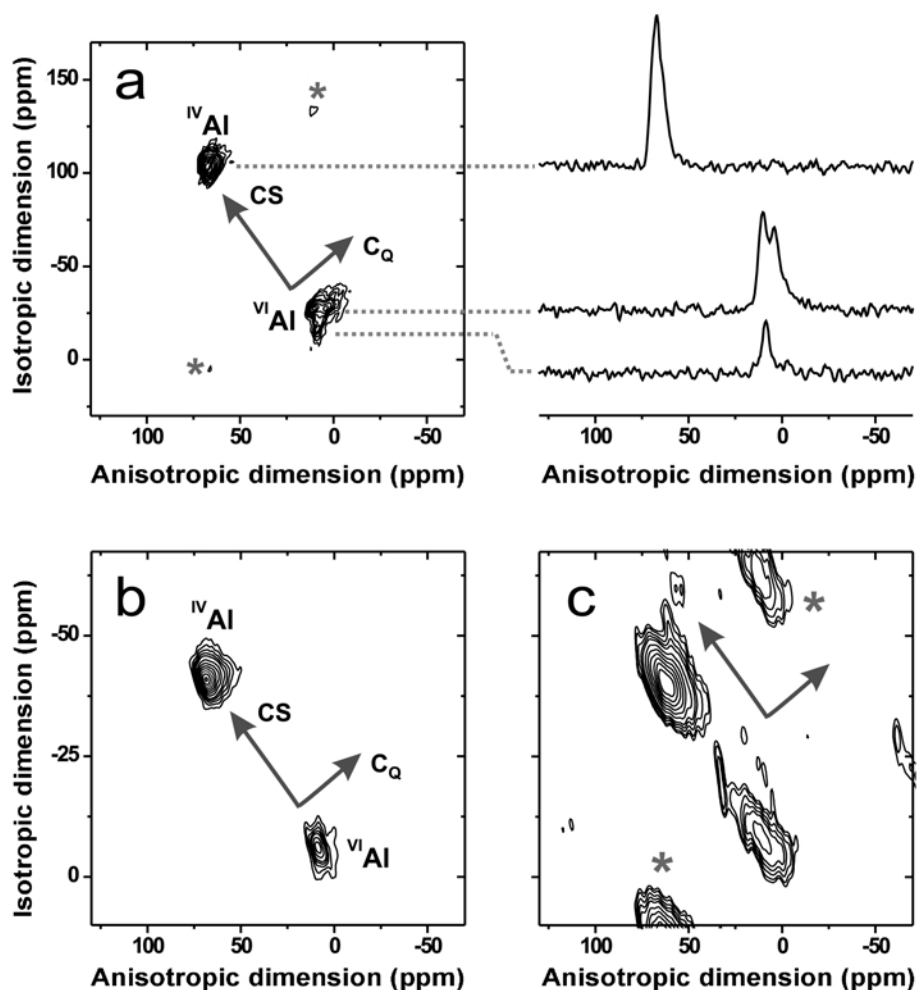 a
*
IVAl
CS
CQ
VIAl
*
Isotropic dimension (ppm)
150
100
-50
0
100 50 0 -50
Anisotropic dimension (ppm)
100 50 0 -50
Anisotropic dimension (ppm)
b
IVAl
CS
CQ
VIAl
Isotropic dimension (ppm)
-50
-25
0
100 50 0 -50
Anisotropic dimension (ppm)
c
*
*
100 50 0 -50
Anisotropic dimension (ppm)